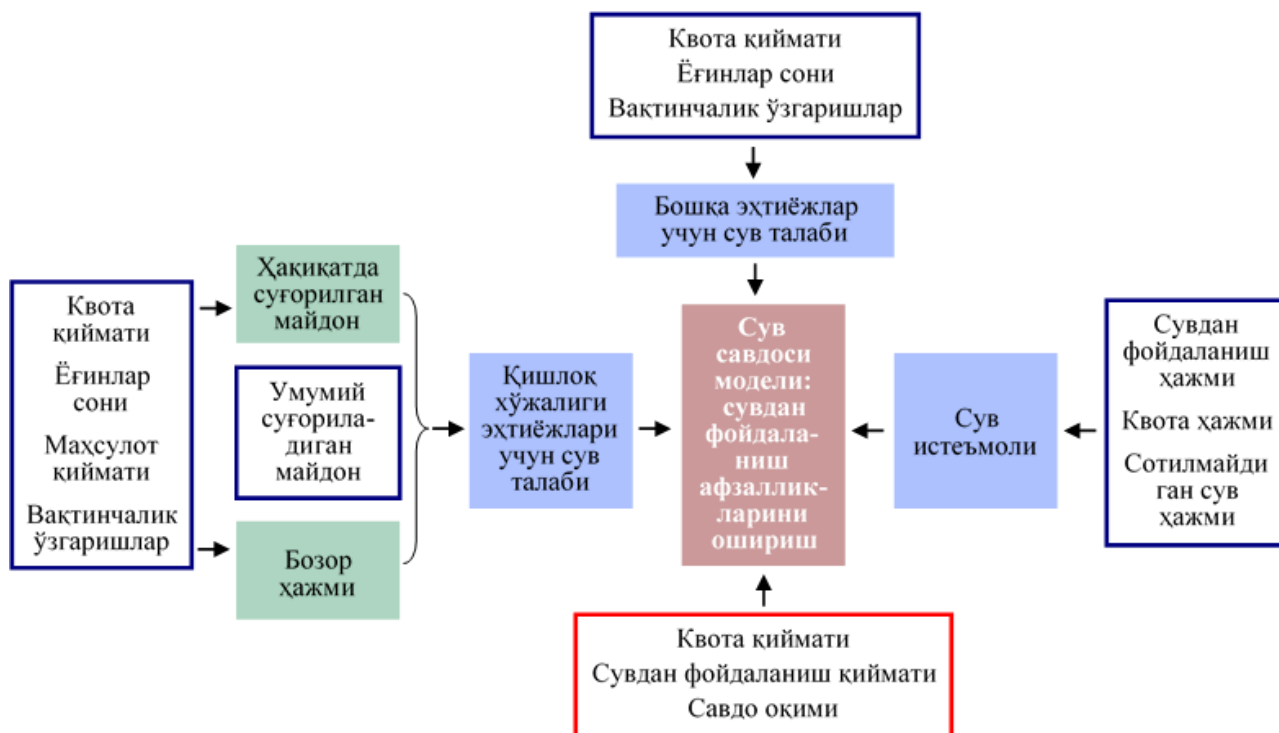 Квота қиймати
Ёғинлар сони
Вақтинчалик ўзгаришлар
Бошқа эҳтиёжлар
учун сув талаби
Квота
қиймати
Ёғинлар
сони
Маҳсулот
қиймати
Вақтинчалик
ўзгаришлар
Ҳақиқатда
суғорилган
майдон
Умумий
суғорила-
диган
майдон
Бозор
ҳажми
Қишлоқ
хўжалиги
эҳтиёжлари
учун сув
талаби
Сув
савдоси
модели:
сувдан
фойдала-
ниш
афзаллик-
ларини
ошириш
Сув
истеъмоли
Сувдан
фойдаланиш
ҳажми
Квота ҳажми
Сотилмайди
ган сув
ҳажми
Квота қиймати
Сувдан фойдаланиш қиймати
Савдо оқими